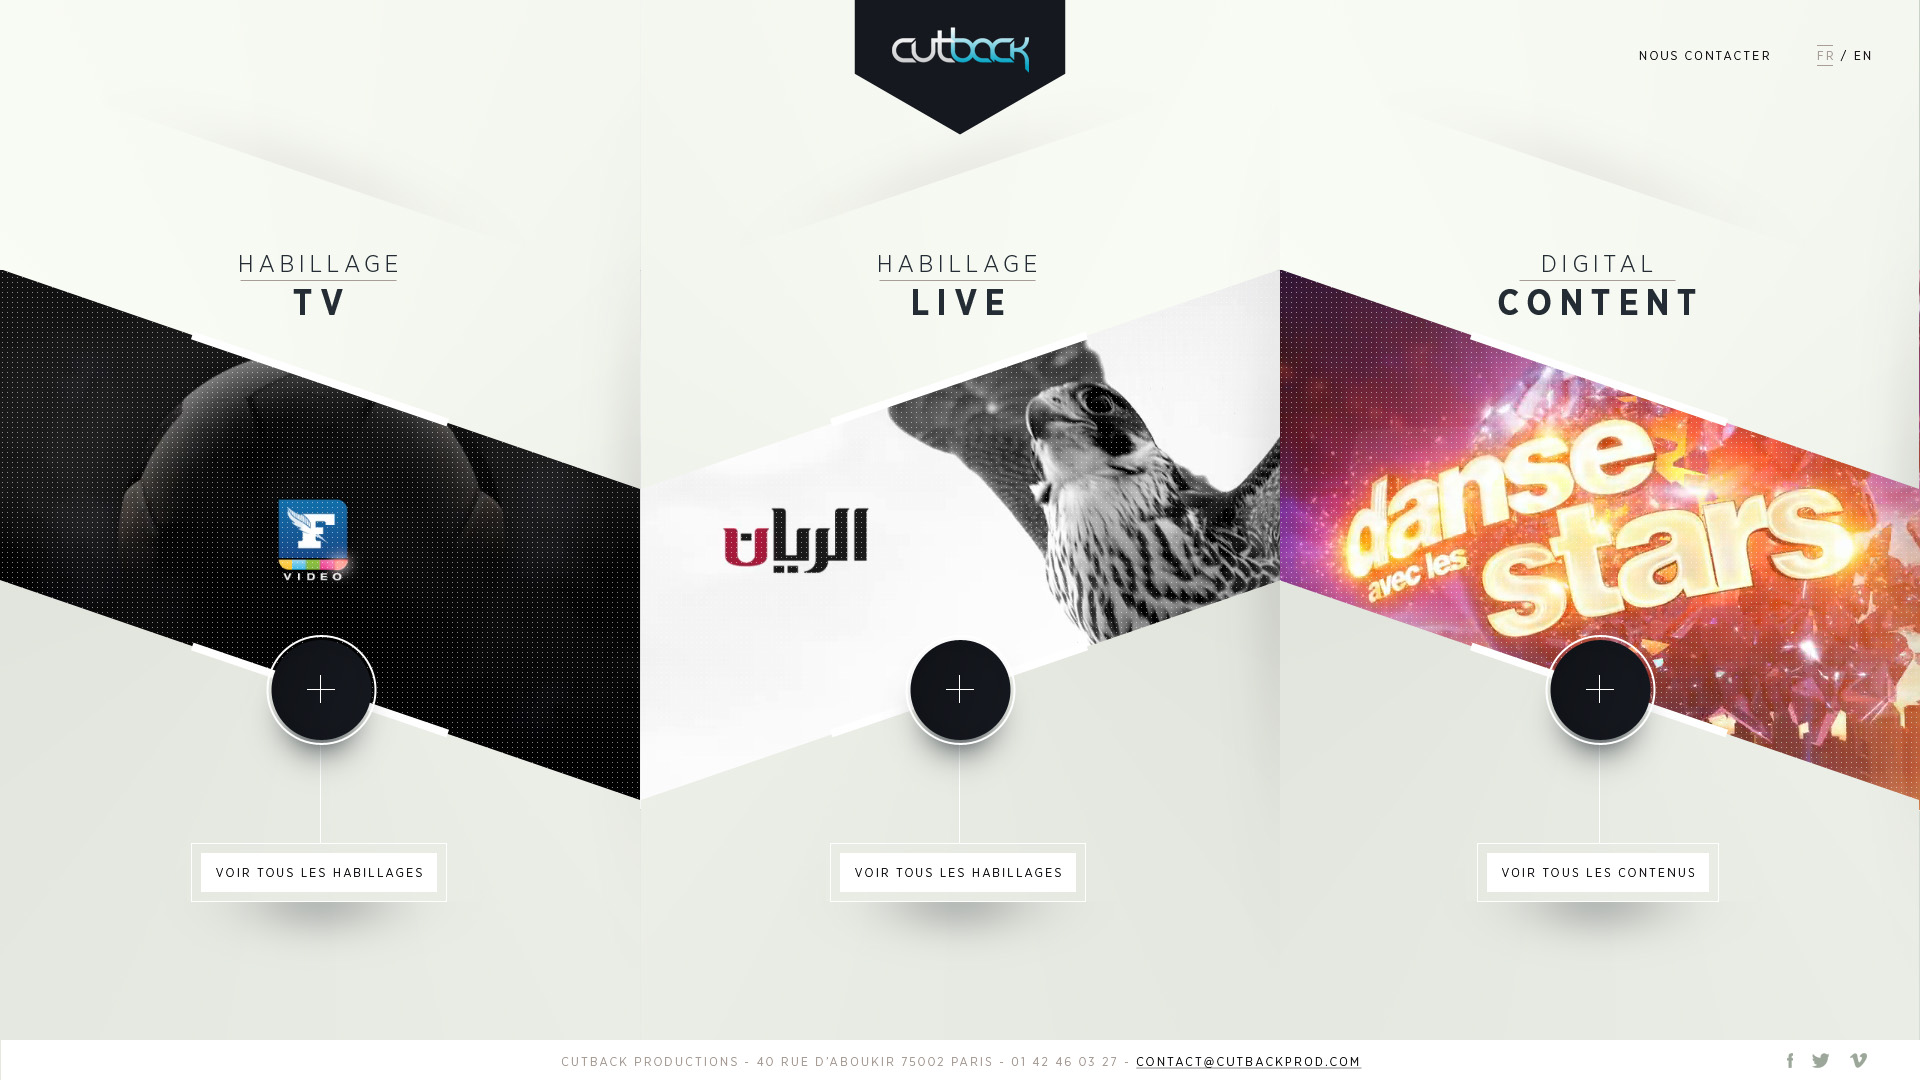 cutback
NOUS CONTACTER
FR / EN
HABILLAGE
TV
F
VIDEO
VOIR TOUS LES HABILLAGES
HABILLAGE
LIVE
الريان
VOIR TOUS LES HABILLAGES
DIGITAL
CONTENT
danse
avec les
stars
VOIR TOUS LES CONTENUS
CUTBACK PRODUCTIONS - 40 RUE D'ABOUKIR 75002 PARIS - 01 42 46 03 27 - CONTACT@CUTBACKPROD.COM